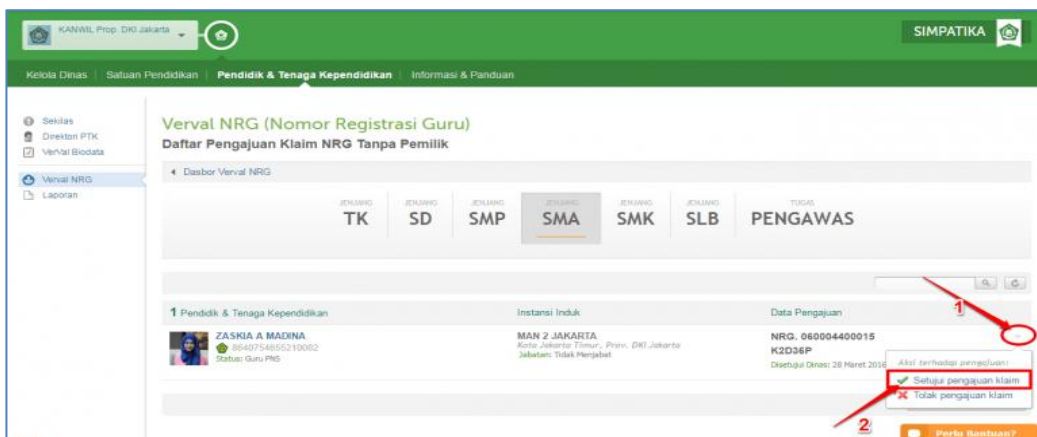 KANWIL Prop. DKI Jakarta
SIMPATIKA
Kelola Dinas | Satuan Pendidikan | Pendidik & Tenaga Kependidikan | Informasi & Panduan
Sekilas
Direktori PTK
VerVal Biodata
Verval NRG
Laporan
Verval NRG (Nomor Registrasi Guru)
Daftar Pengajuan Klaim NRG Tanpa Pemilik
Dasbor Verval NRG
JENJANG JENJANG JENJANG JENJANG JENJANG JENJANG TUGAS
TK SD SMP SMA SMK SLB PENGAWAS
1
1 Pendidik & Tenaga Kependidikan Instansi Induk Data Pengajuan
ZASKIA A MADINA MAN 2 JAKARTA NRG. 060004400015
8640754655210082 Kota Jakarta Timur, Prov. DKI Jakarta K2D36P
Status: Guru PNS Jabatan: Tidak Menjabat Disetujui Dinas: 28 Maret 2016
Aksi terhadap pengajuan:
Setujui pengajuan klaim
Tolak pengajuan klaim
2
Perlu Bantuan?